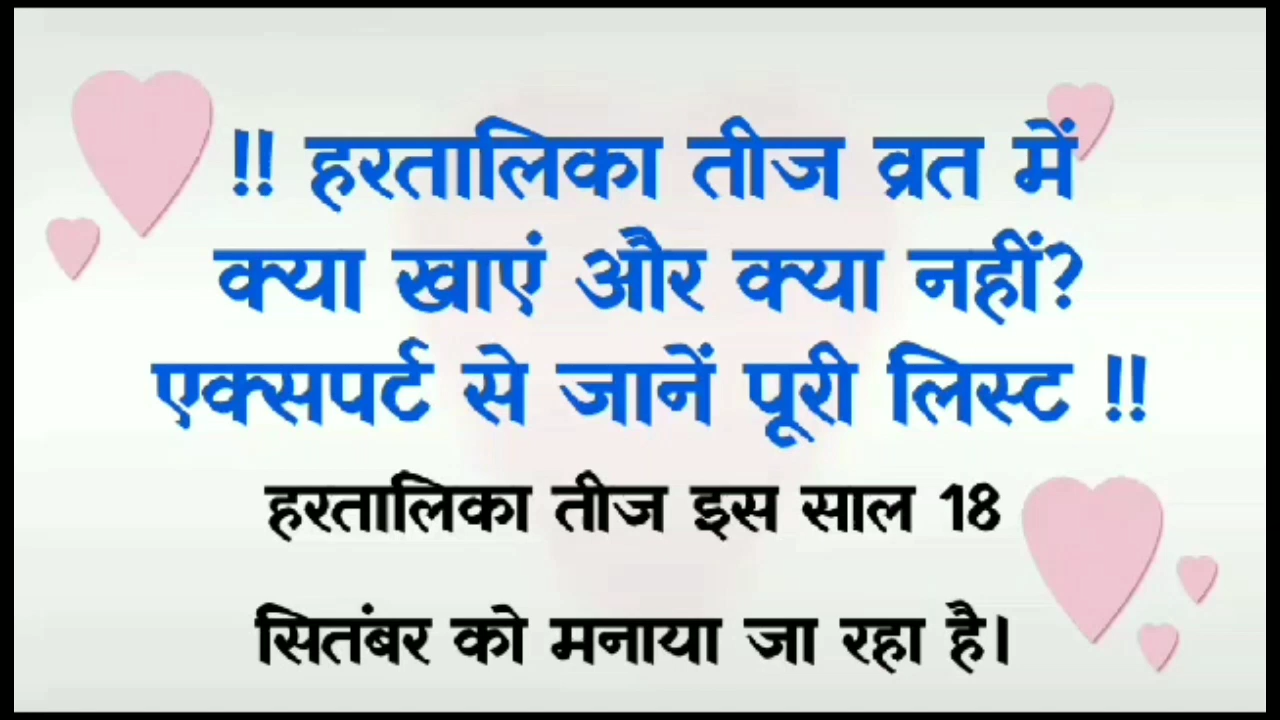 !! हरतालिका तीज व्रत में
क्या खाएं और क्या नहीं?
एक्सपर्ट से जानें पूरी लिस्ट !!
हरतालिका तीज इस साल 18
सितंबर को मनाया जा रहा है।